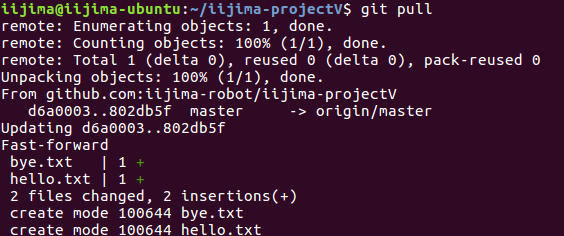 iijima@iijima-ubuntu:~/iijima-projectV$ git pull
remote: Enumerating objects: 1, done.
remote: Counting objects: 100% (1/1), done.
remote: Total 1 (delta 0), reused 0 (delta 0), pack-reused 0
Unpacking objects: 100% (1/1), done.
From github.com:iijima-robot/iijima-projectV
   d6a0003..802db5f  master     -> origin/master
Updating d6a0003..802db5f
Fast-forward
 bye.txt   | 1 +
 hello.txt | 1 +
 2 files changed, 2 insertions(+)
 create mode 100644 bye.txt
 create mode 100644 hello.txt